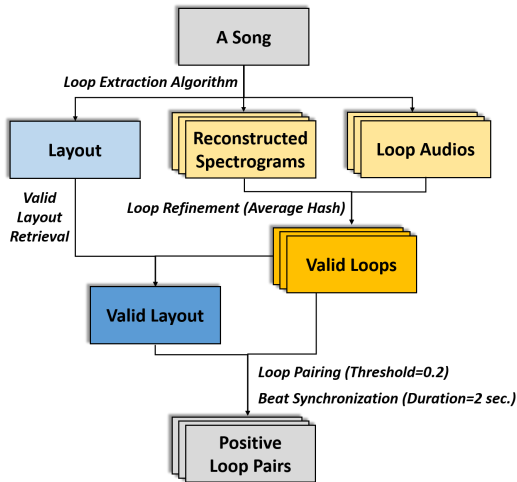 A Song
Loop Extraction Algorithm
Layout
Reconstructed
Spectrograms
Loop Audios
Valid
Layout
Retrieval
Loop Refinement (Average Hash)
Valid Loops
Valid Layout
Loop Pairing (Threshold=0.2)
Beat Synchronization (Duration=2 sec.)
Positive
Loop Pairs